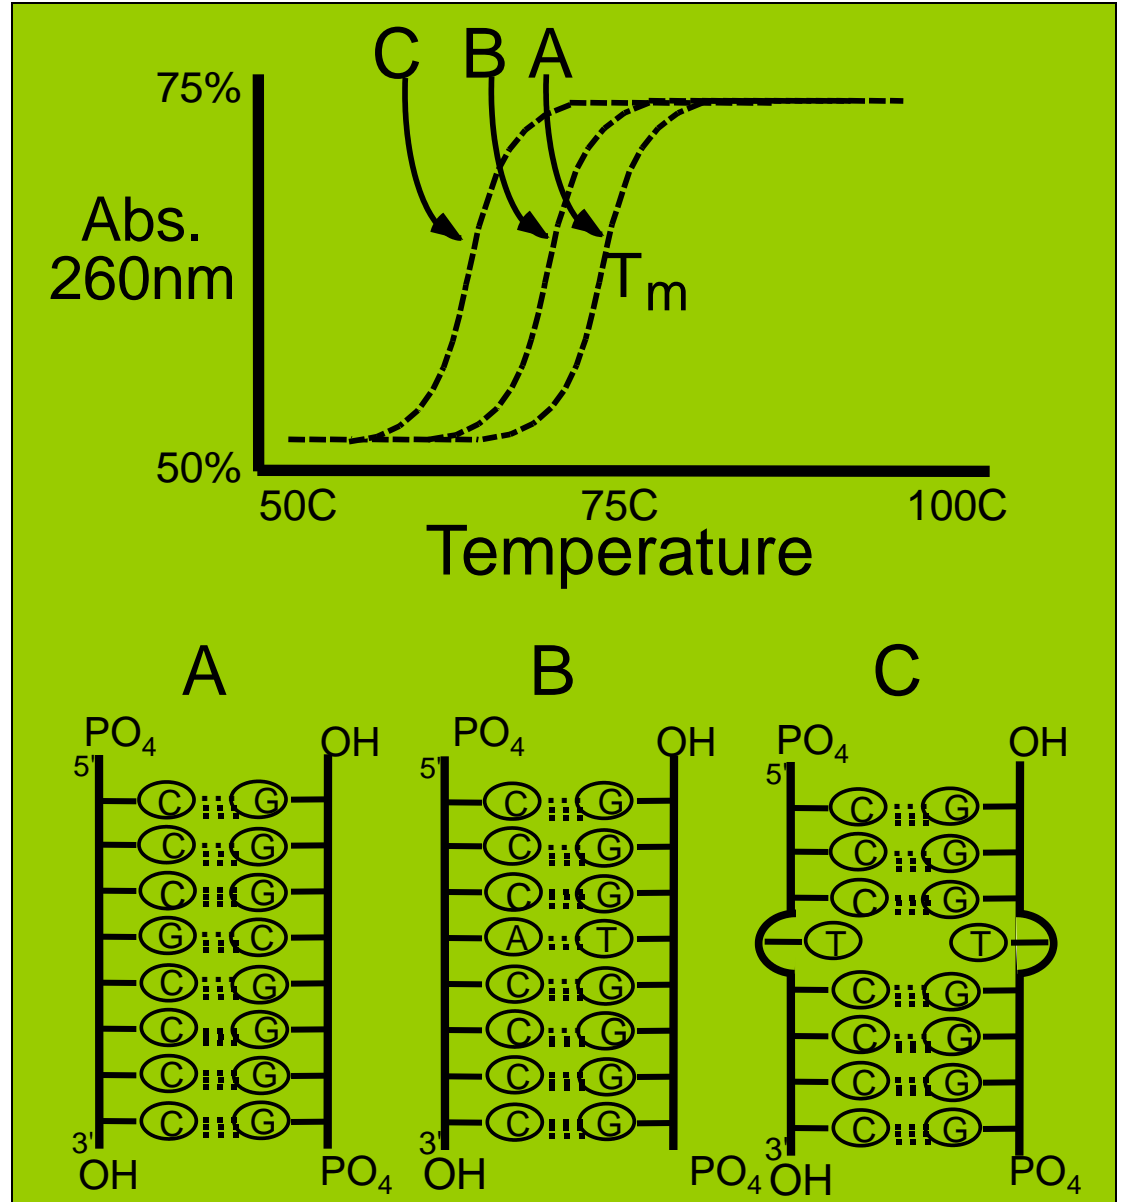 C B A
75%
Abs.
260nm
Tm
50%
50C 75C 100C
Temperature
A B C
PO4 OH PO4 OH PO4 OH
5' 5' 5'
C G C G C G
C G C G C G
C G C G C G
G C A T T T
C G C G C G
C G C G C G
C G C G C G
C G C G C G
3' 3' 3'
OH PO4 OH PO4 OH PO4